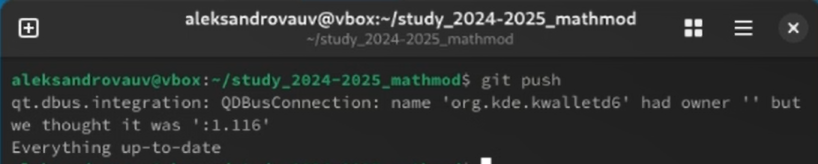 aleksandrovauv@vbox:~/study_2024-2025_mathmod
~/study_2024-2025_mathmod
aleksandrovauv@vbox:~/study_2024-2025_mathmod$ git push
qt.dbus.integration: QDBusConnection: name 'org.kde.kwalletd6' had owner '' but
we thought it was ':1.116'
Everything up-to-date